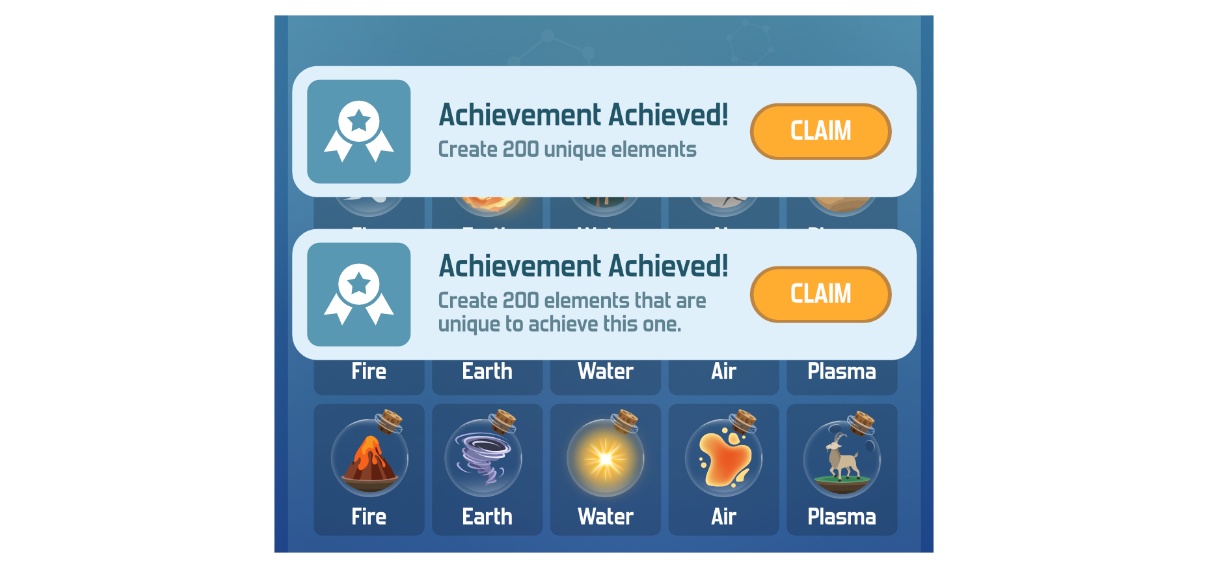 Achievement Achieved!
Create 200 unique elements
CLAIM
Achievement Achieved!
Create 200 elements that are
unique to achieve this one.
CLAIM
Fire Earth Water Air Plasma
Fire Earth Water Air Plasma